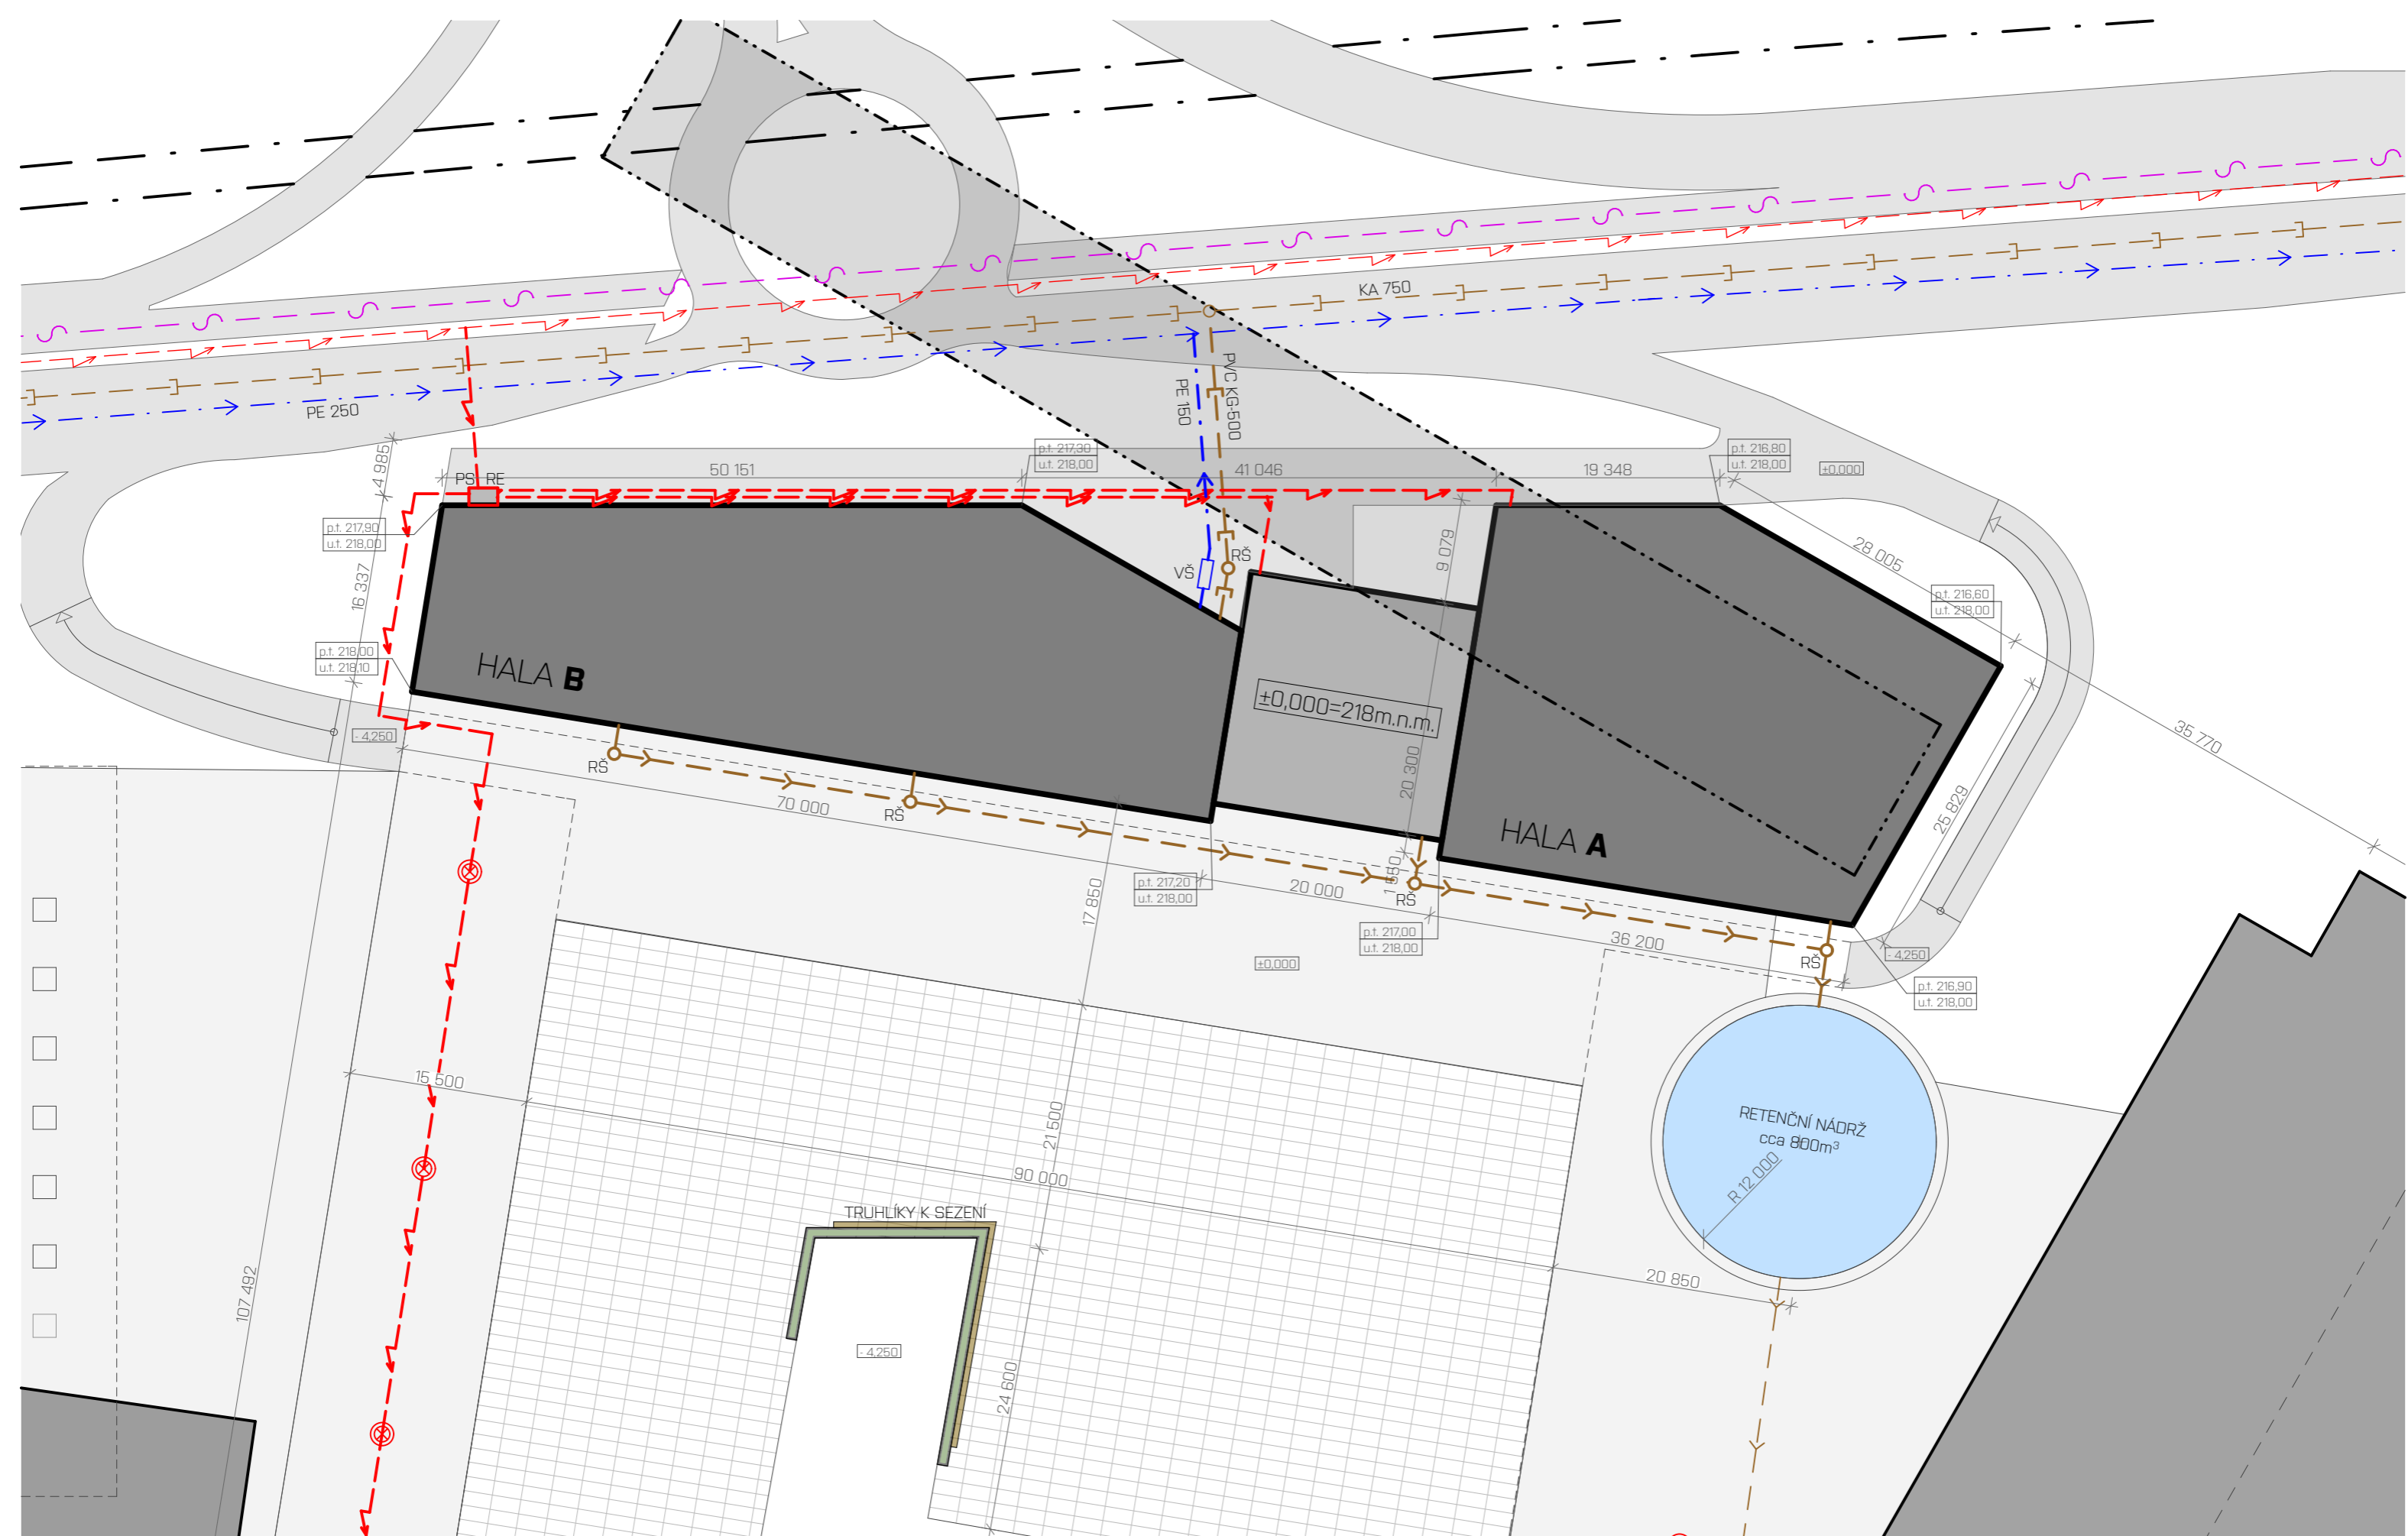 KA 750
PE 250
PE 150
PVC KG-500
4 985
PS RE
50 151
p.t. 217,30
u.t. 218,00
41 046
19 348
p.t. 216,80
u.t. 218,00
±0,000
p.t. 217,90
u.t. 218,00
16 337
9 079
28 005
VŠ
RŠ
p.t. 216,60
u.t. 218,00
p.t. 218,00
u.t. 218,10
HALA B
±0,000=218m.n.m.
- 4,250
35 770
RŠ
70 000
RŠ
20 300
25 829
HALA A
1 550
17 850
p.t. 217,20
u.t. 218,00
20 000
RŠ
p.t. 217,00
u.t. 218,00
36 200
RŠ
- 4,250
±0,000
p.t. 216,90
u.t. 218,00
15 500
21 500
RETENČNÍ NÁDRŽ
cca 800m³
R 12 000
90 000
TRUHLÍKY K SEZENÍ
107 492
20 850
- 4,250
24 600